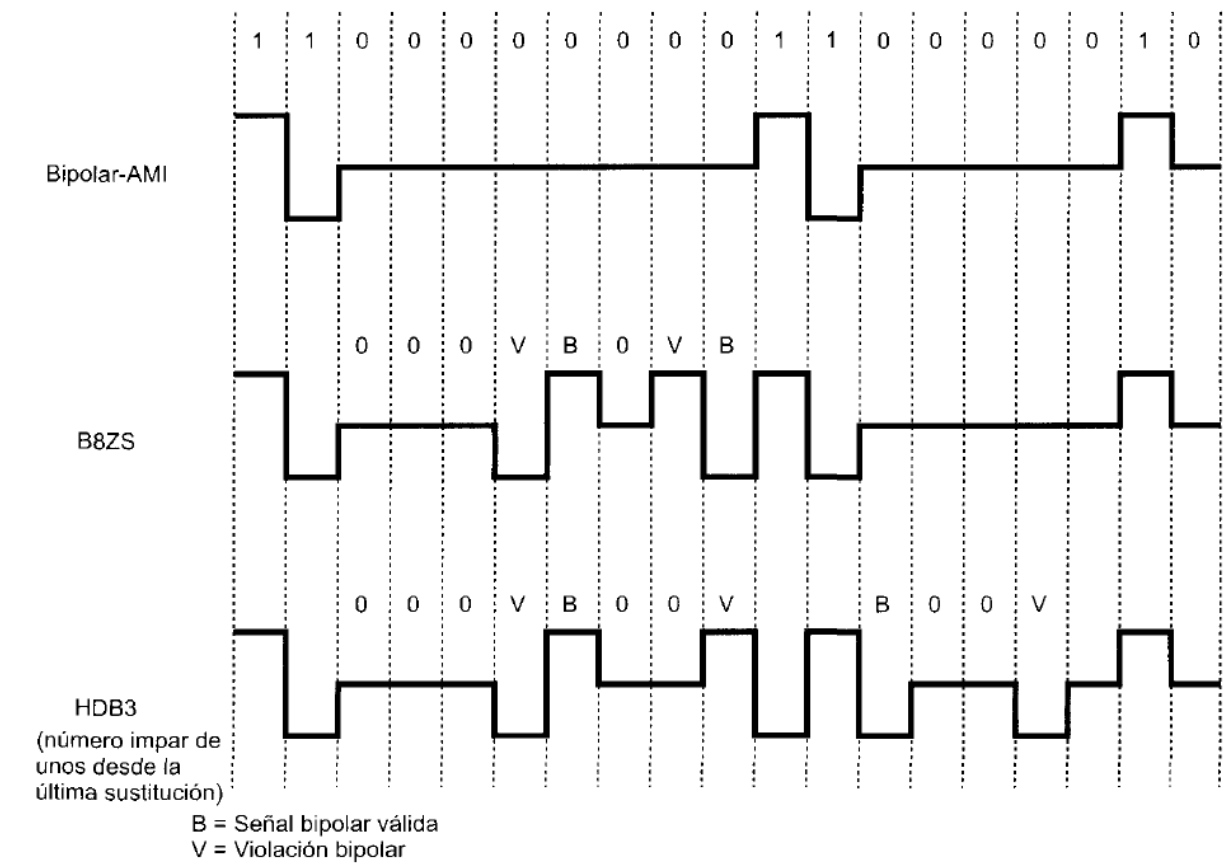 1 1 0 0 0 0 0 0 0 0 1 1 0 0 0 0 0 1 0
Bipolar-AMI
0 0 0 V B 0 V B
B8ZS
0 0 0 V B 0 0 V B 0 0 V
HDB3
(número impar de
unos desde la
última sustitución)
B = Señal bipolar válida
V = Violación bipolar